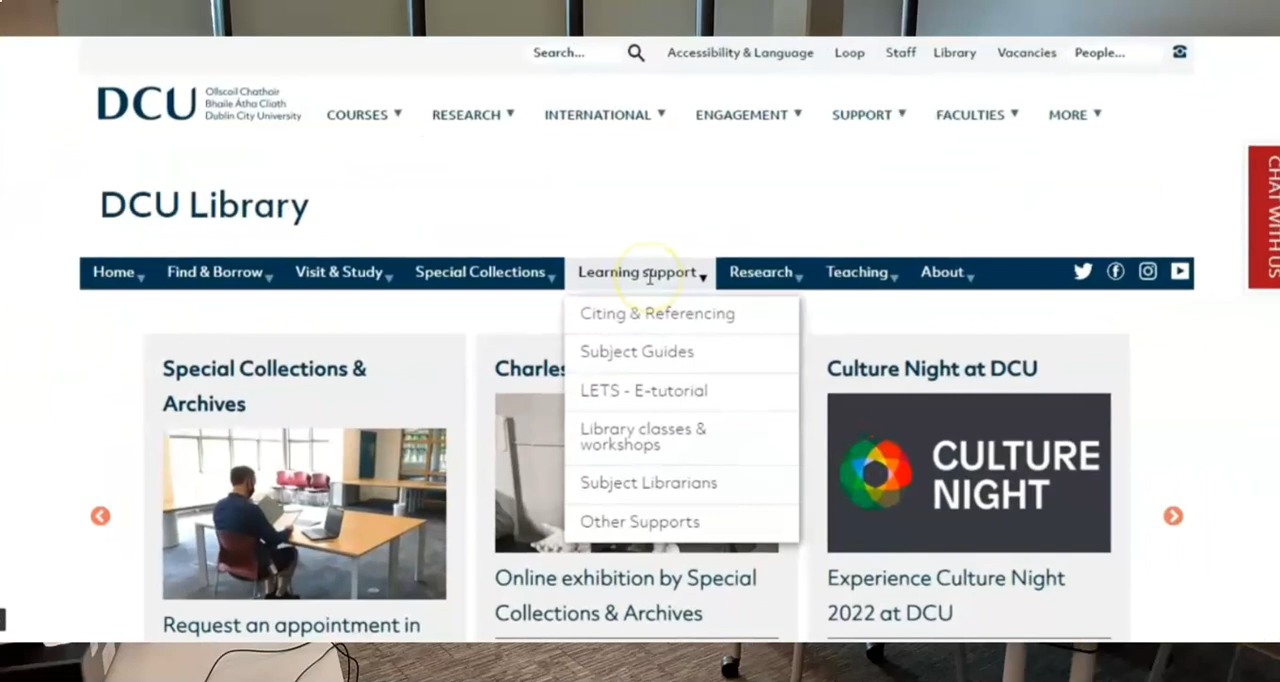 Search... Accessibility & Language Loop Staff Library Vacancies People...
DCU
Ollscoil Chathair
Bhaile Átha Cliath
Dublin City University
COURSES RESEARCH INTERNATIONAL ENGAGEMENT SUPPORT FACULTIES MORE
CHAT WITH US
DCU Library
Home Find & Borrow Visit & Study Special Collections Learning support Research Teaching About
Citing & Referencing
Subject Guides
LETS - E-tutorial
Library classes &
workshops
Subject Librarians
Other Supports
Special Collections &
Archives
Request an appointment in
Charles
Online exhibition by Special
Collections & Archives
Culture Night at DCU
CULTURE
NIGHT
Experience Culture Night
2022 at DCU